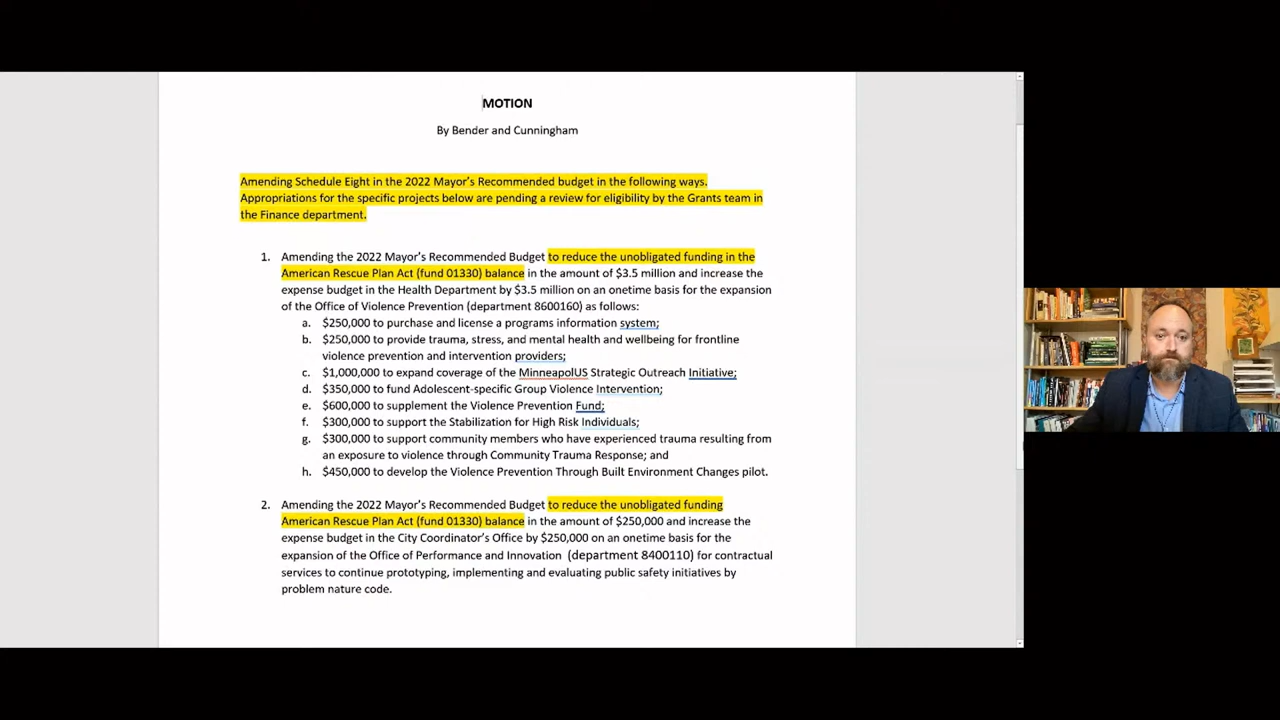 MOTION
By Bender and Cunningham
Amending Schedule Eight in the 2022 Mayor's Recommended budget in the following ways.
Appropriations for the specific projects below are pending a review for eligibility by the Grants team in
the Finance department.
1. Amending the 2022 Mayor's Recommended Budget to reduce the unobligated funding in the
American Rescue Plan Act (fund 01330) balance in the amount of $3.5 million and increase the
expense budget in the Health Department by $3.5 million on an onetime basis for the expansion
of the Office of Violence Prevention (department 8600160) as follows:
a. $250,000 to purchase and license a programs information system;
b. $250,000 to provide trauma, stress, and mental health and wellbeing for frontline
violence prevention and intervention providers;
c. $1,000,000 to expand coverage of the MinneapolUS Strategic Outreach Initiative;
d. $350,000 to fund Adolescent-specific Group Violence Intervention;
e. $600,000 to supplement the Violence Prevention Fund;
f. $300,000 to support the Stabilization for High Risk Individuals;
g. $300,000 to support community members who have experienced trauma resulting from
an exposure to violence through Community Trauma Response; and
h. $450,000 to develop the Violence Prevention Through Built Environment Changes pilot.
2. Amending the 2022 Mayor's Recommended Budget to reduce the unobligated funding
American Rescue Plan Act (fund 01330) balance in the amount of $250,000 and increase the
expense budget in the City Coordinator's Office by $250,000 on an onetime basis for the
expansion of the Office of Performance and Innovation (department 8400110) for contractual
services to continue prototyping, implementing and evaluating public safety initiatives by
problem nature code.